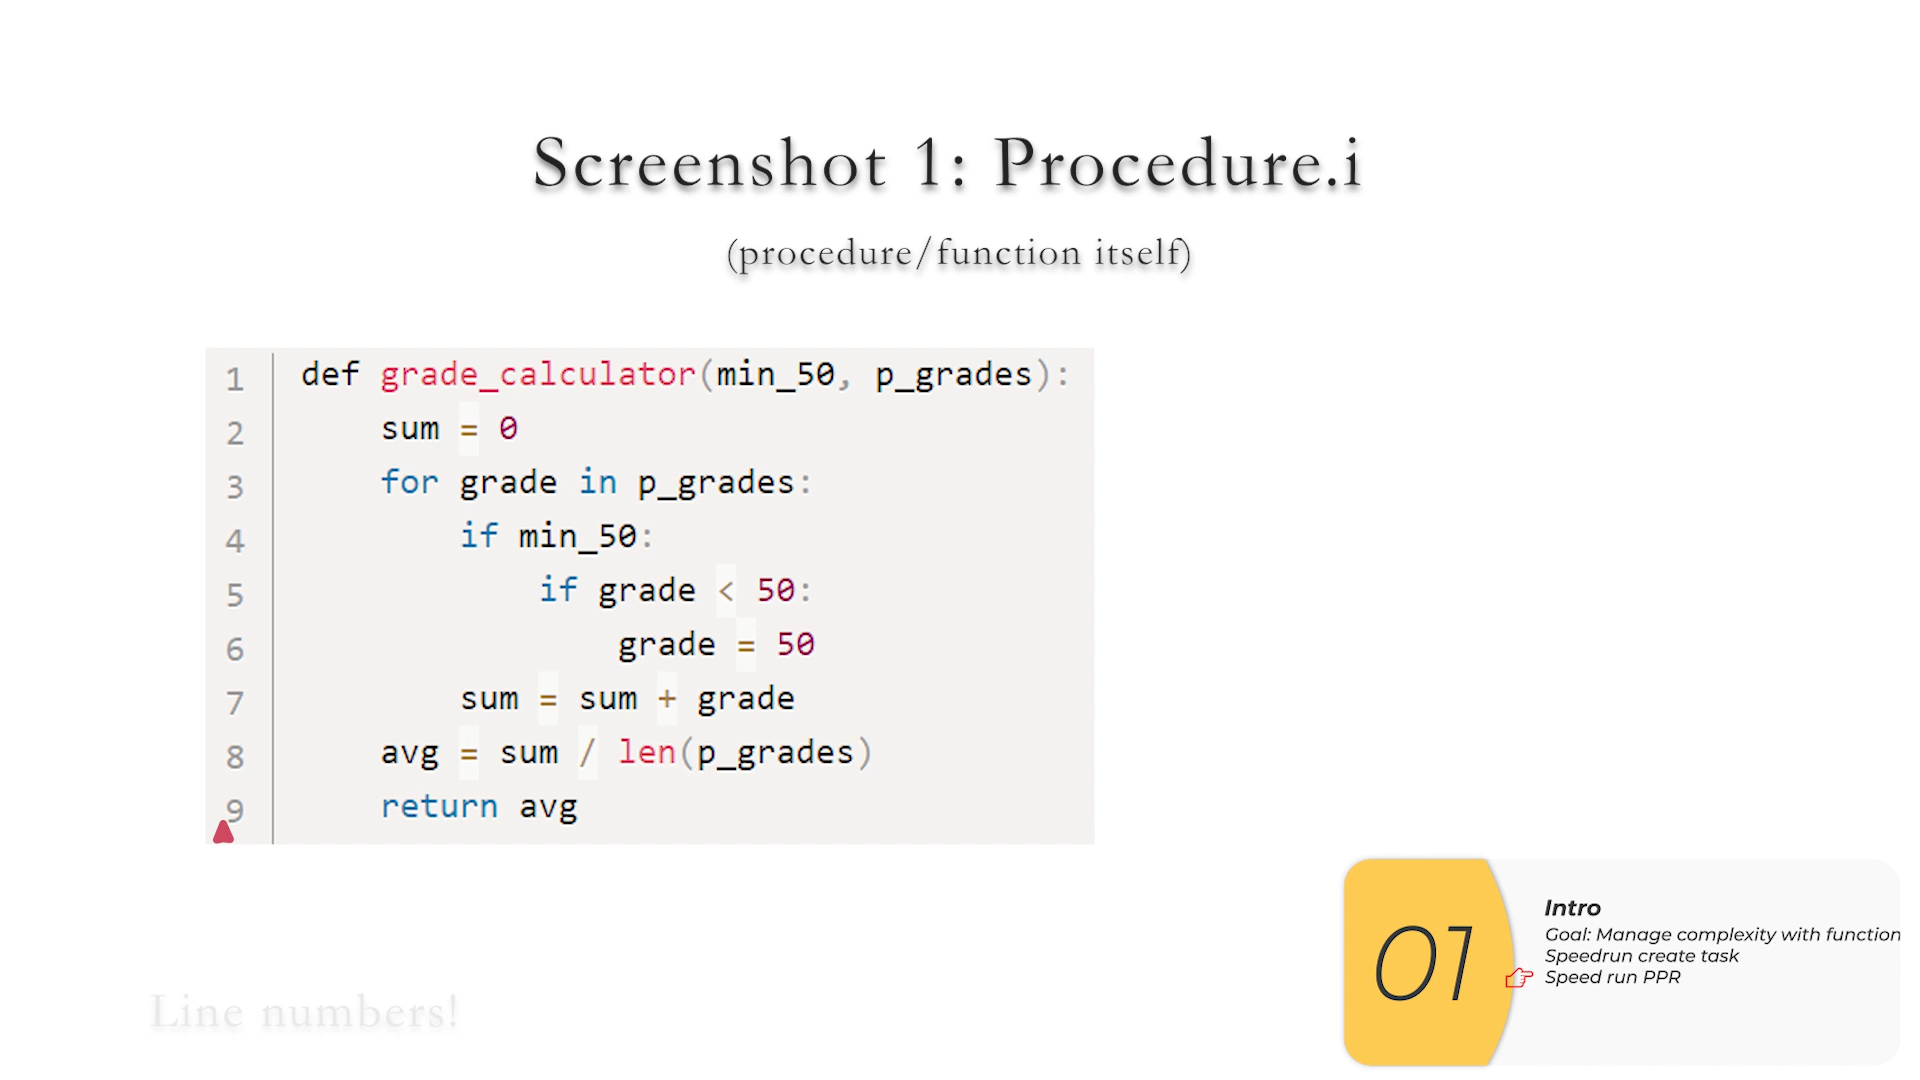 Screenshot 1: Procedure.i
(procedure/function itself)
1 def grade_calculator(min_50, p_grades):
2 sum = 0
3 for grade in p_grades:
4 if min_50:
5 if grade < 50:
6 grade = 50
7 sum = sum + grade
8 avg = sum / len(p_grades)
9 return avg
Line numbers!
01
Intro
Goal: Manage complexity with function
Speedrun create task
Speed run PPR